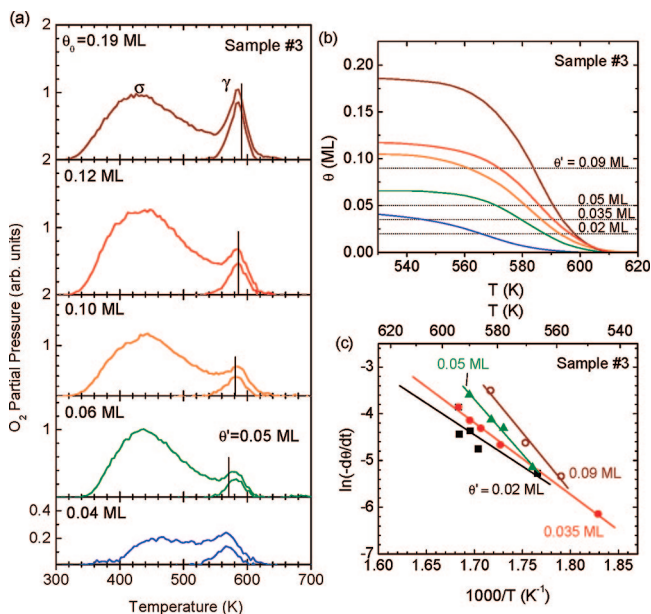 (a)
2
θ₀=0.19 ML
Sample #3
σ
γ
1
2
0.12 ML
1
2
0.10 ML
1
0.06 ML
θ'=0.05 ML
1
0.04 ML
0.4
0.2
300 400 500 600 700
Temperature (K)
O₂ Partial Pressure (arb. units)
(b)
Sample #3
0.20
0.15
0.10
0.05
0.00
θ (ML)
θ' = 0.09 ML
0.05 ML
0.035 ML
0.02 ML
540 560 580 600 620
T (K)
T (K)
620 600 580 560 540
(c)
Sample #3
0.05 ML
0.09 ML
θ' = 0.02 ML
0.035 ML
-3
-4
-5
-6
-7
ln(-dθ/dt)
1.60 1.65 1.70 1.75 1.80 1.85
1000/T (K⁻¹)